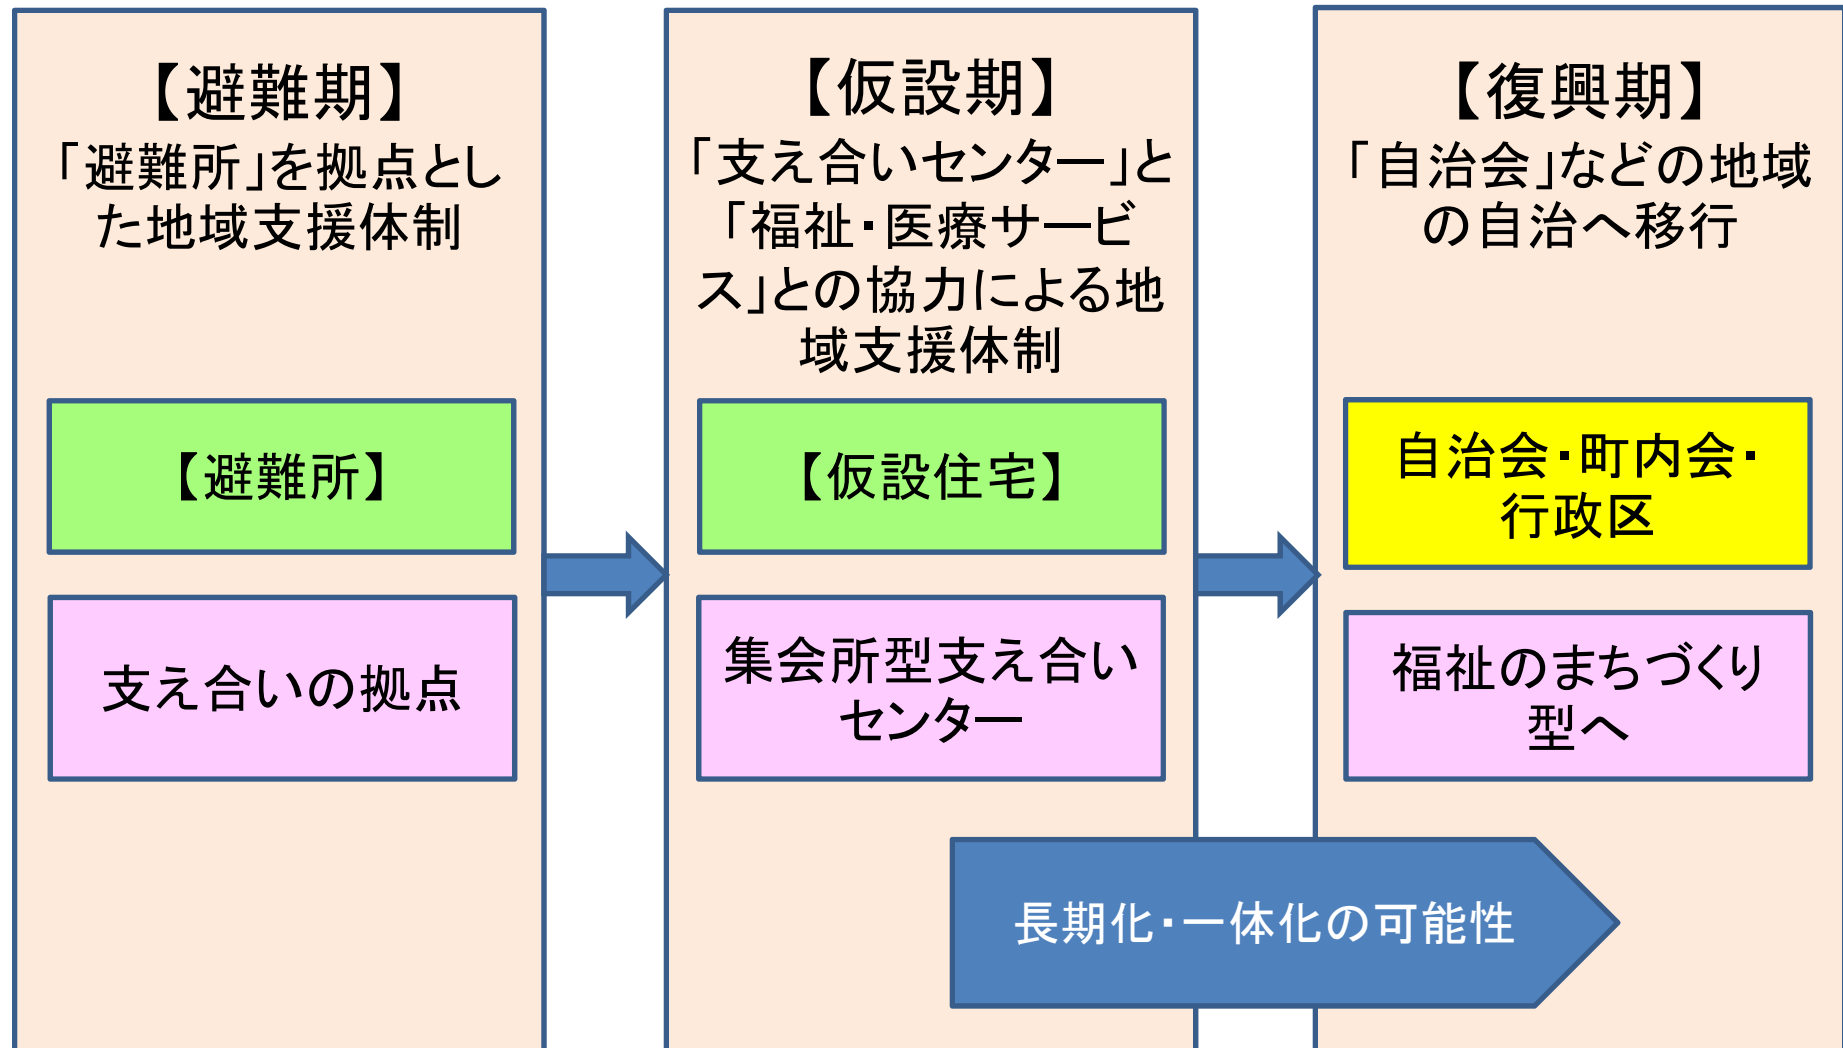 【避難期】
「避難所」を拠点とし
た地域支援体制
【避難所】
支え合いの拠点
【仮設期】
「支え合いセンター」と
「福祉・医療サービ
ス」との協力による地
域支援体制
【仮設住宅】
集会所型支え合い
センター
【復興期】
「自治会」などの地域
の自治へ移行
自治会・町内会・
行政区
福祉のまちづくり
型へ
長期化・一体化の可能性